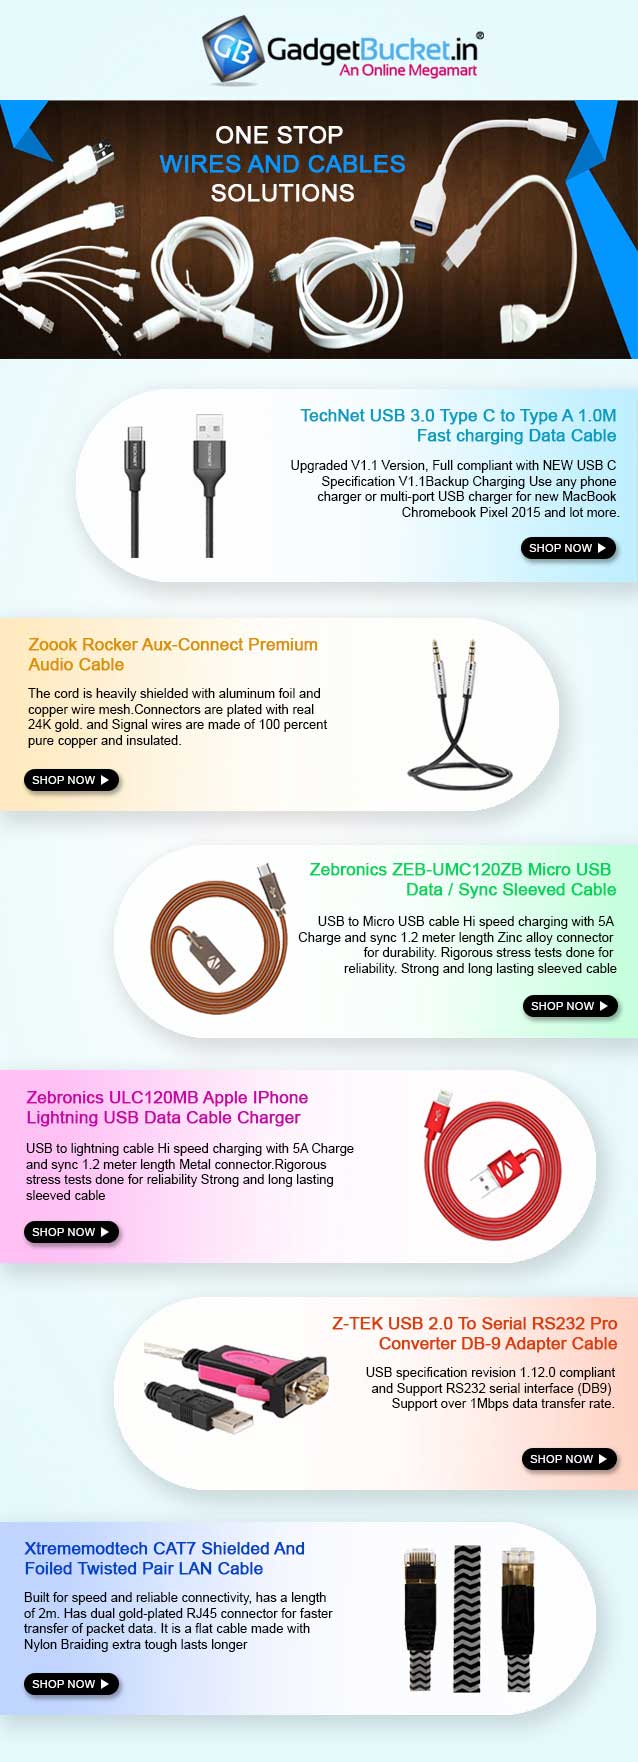 GB GadgetBucket.in®
An Online Megamart
ONE STOP
WIRES AND CABLES
SOLUTIONS
TechNet USB 3.0 Type C to Type A 1.0M
Fast charging Data Cable
Upgraded V1.1 Version, Full compliant with NEW USB C
Specification V1.1Backup Charging Use any phone
charger or multi-port USB charger for new MacBook
Chromebook Pixel 2015 and lot more.
TECHNET
TECHNET
SHOP NOW
Zoook Rocker Aux-Connect Premium
Audio Cable
The cord is heavily shielded with aluminum foil and
copper wire mesh.Connectors are plated with real
24K gold. and Signal wires are made of 100 percent
pure copper and insulated.
SHOP NOW
Zebronics ZEB-UMC120ZB Micro USB
Data / Sync Sleeved Cable
USB to Micro USB cable Hi speed charging with 5A
Charge and sync 1.2 meter length Zinc alloy connector
for durability. Rigorous stress tests done for
reliability. Strong and long lasting sleeved cable
SHOP NOW
Zebronics ULC120MB Apple IPhone
Lightning USB Data Cable Charger
USB to lightning cable Hi speed charging with 5A Charge
and sync 1.2 meter length Metal connector.Rigorous
stress tests done for reliability Strong and long lasting
sleeved cable
SHOP NOW
Z-TEK USB 2.0 To Serial RS232 Pro
Converter DB-9 Adapter Cable
USB specification revision 1.12.0 compliant
and Support RS232 serial interface (DB9)
Support over 1Mbps data transfer rate.
SHOP NOW
Xtrememodtech CAT7 Shielded And
Foiled Twisted Pair LAN Cable
Built for speed and reliable connectivity, has a length
of 2m. Has dual gold-plated RJ45 connector for faster
transfer of packet data. It is a flat cable made with
Nylon Braiding extra tough lasts longer
SHOP NOW